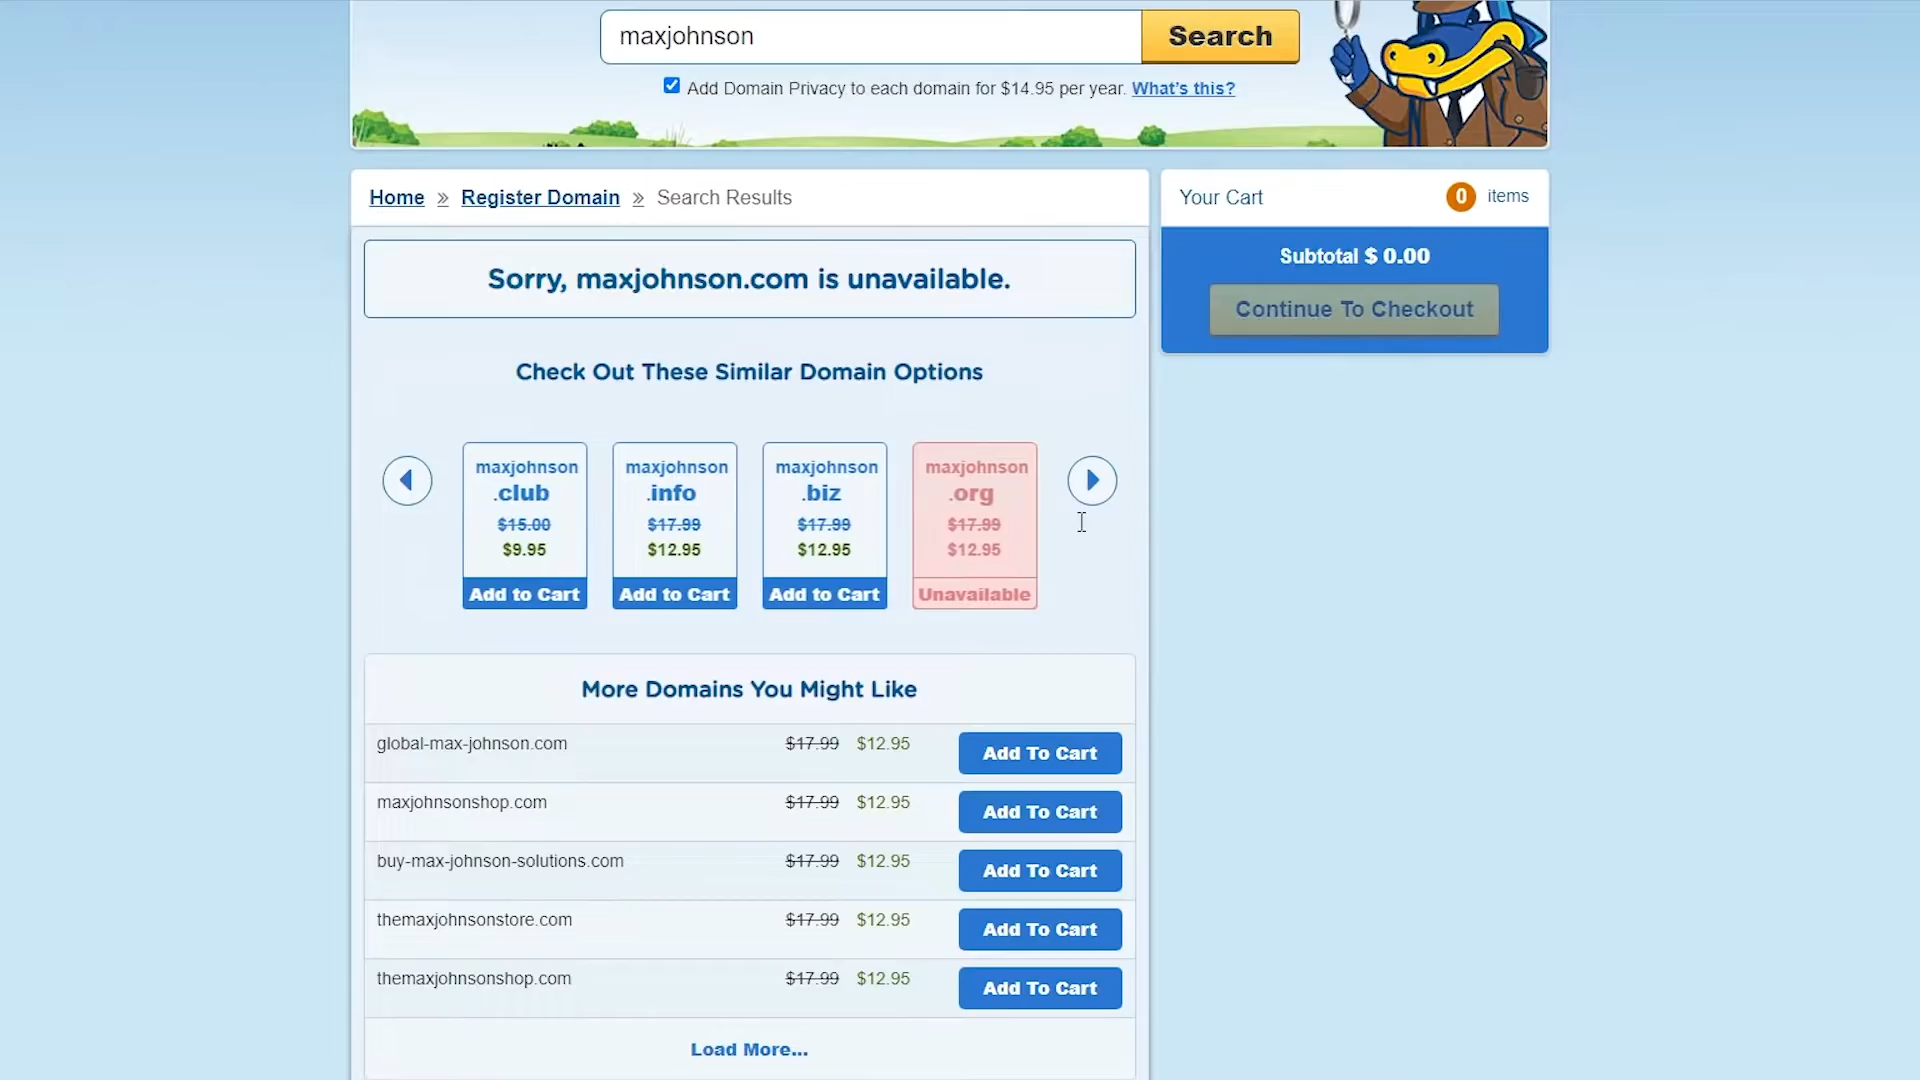 maxjohnson
Search
Add Domain Privacy to each domain for $14.95 per year. What's this?
Home » Register Domain » Search Results
Your Cart 0 items
Sorry, maxjohnson.com is unavailable.
Subtotal $ 0.00
Continue To Checkout
Check Out These Similar Domain Options
maxjohnson
.club
$15.00
$9.95
Add to Cart
maxjohnson
.info
$17.99
$12.95
Add to Cart
maxjohnson
.biz
$17.99
$12.95
Add to Cart
maxjohnson
.org
$17.99
$12.95
Unavailable
More Domains You Might Like
global-max-johnson.com $17.99 $12.95 Add To Cart
maxjohnsonshop.com $17.99 $12.95 Add To Cart
buy-max-johnson-solutions.com $17.99 $12.95 Add To Cart
themaxjohnsonstore.com $17.99 $12.95 Add To Cart
themaxjohnsonshop.com $17.99 $12.95 Add To Cart
Load More...